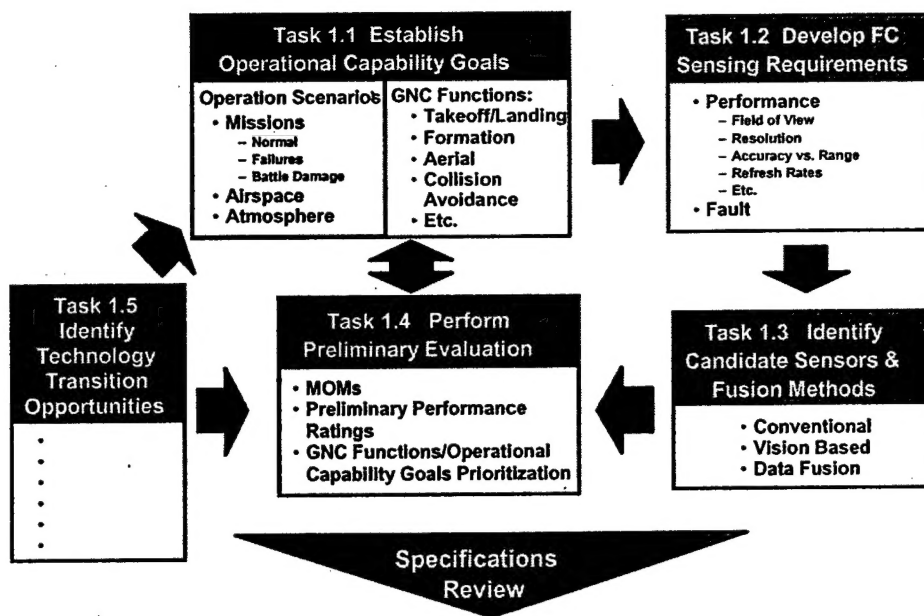 Task 1.1 Establish
Operational Capability Goals
Operation Scenarios
• Missions
– Normal
– Failures
– Battle Damage
• Airspace
• Atmosphere
GNC Functions:
• Takeoff/Landing
• Formation
• Aerial
• Collision
Avoidance
• Etc.
Task 1.2 Develop FC
Sensing Requirements
• Performance
– Field of View
– Resolution
– Accuracy vs. Range
– Refresh Rates
– Etc.
• Fault
Task 1.5
Identify
Technology
Transition
Opportunities
•
•
•
•
•
•
Task 1.4 Perform
Preliminary Evaluation
• MOMs
• Preliminary Performance
Ratings
• GNC Functions/Operational
Capability Goals Prioritization
Task 1.3 Identify
Candidate Sensors &
Fusion Methods
• Conventional
• Vision Based
• Data Fusion
Specifications
Review